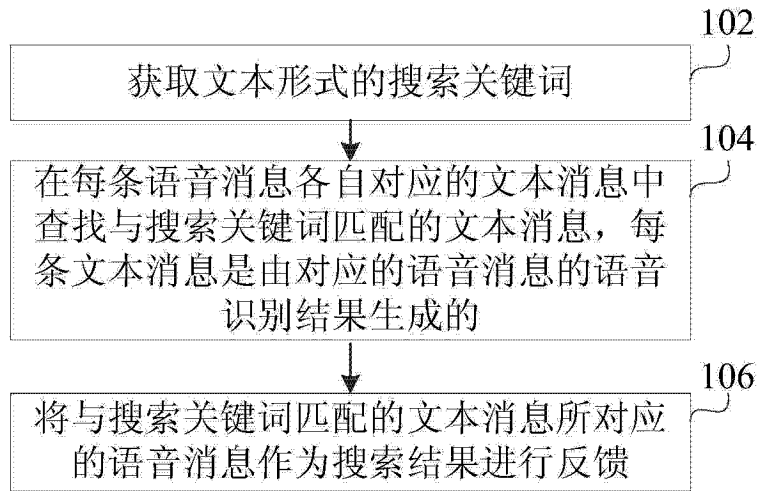 102
获取文本形式的搜索关键词
104
在每条语音消息各自对应的文本消息中
查找与搜索关键词匹配的文本消息，每
条文本消息是由对应的语音消息的语音
识别结果生成的
106
将与搜索关键词匹配的文本消息所对应
的语音消息作为搜索结果进行反馈